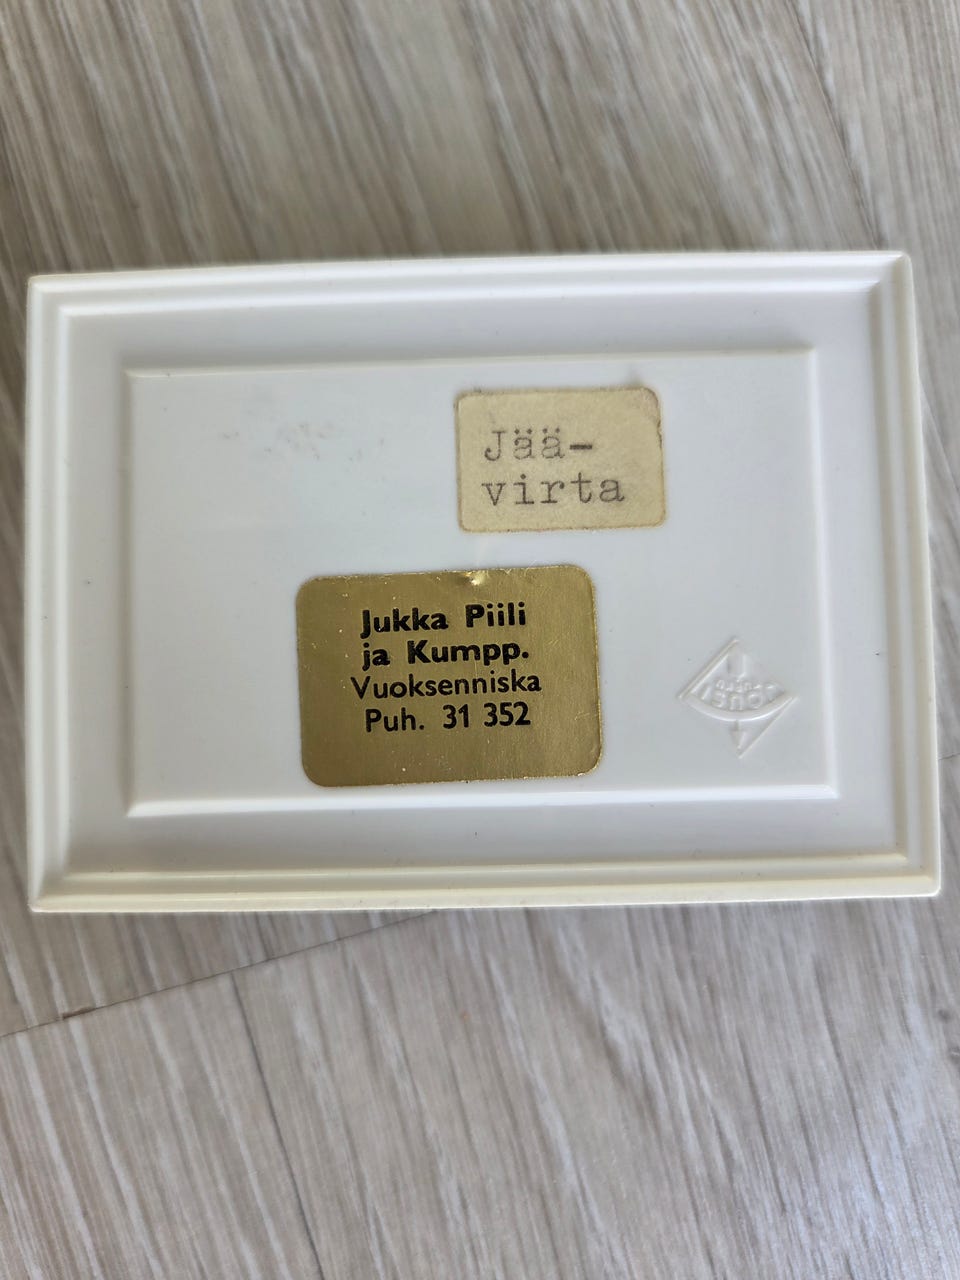 Jää-
virta
Jukka Piili
ja Kumpp.
Vuoksenniska
Puh. 31 352